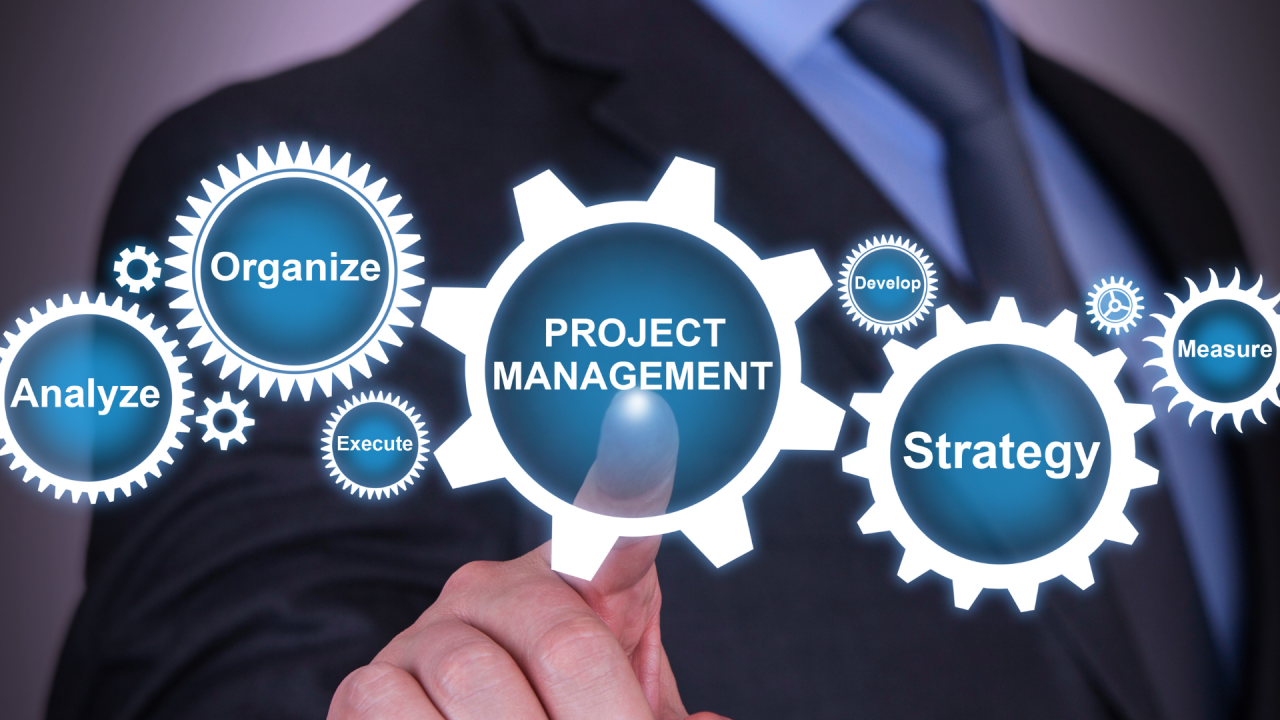 Organize
Analyze
Execute
PROJECT
MANAGEMENT
Develop
Strategy
Measure